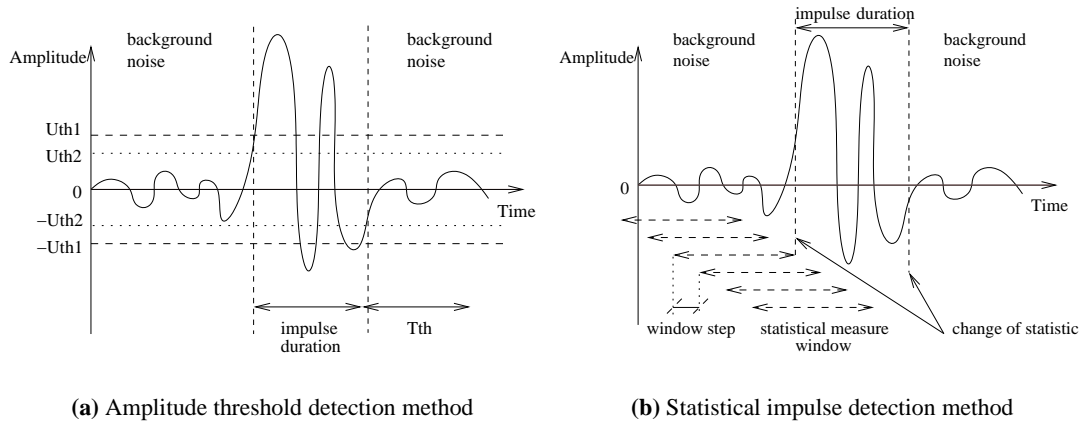 background
noise
background
noise
Amplitude
Uth1
Uth2
0
−Uth2
−Uth1
Time
impulse
duration
Tth
(a) Amplitude threshold detection method
impulse duration
background
noise
background
noise
Amplitude
0
Time
window step
statistical measure
window
change of statistic
(b) Statistical impulse detection method